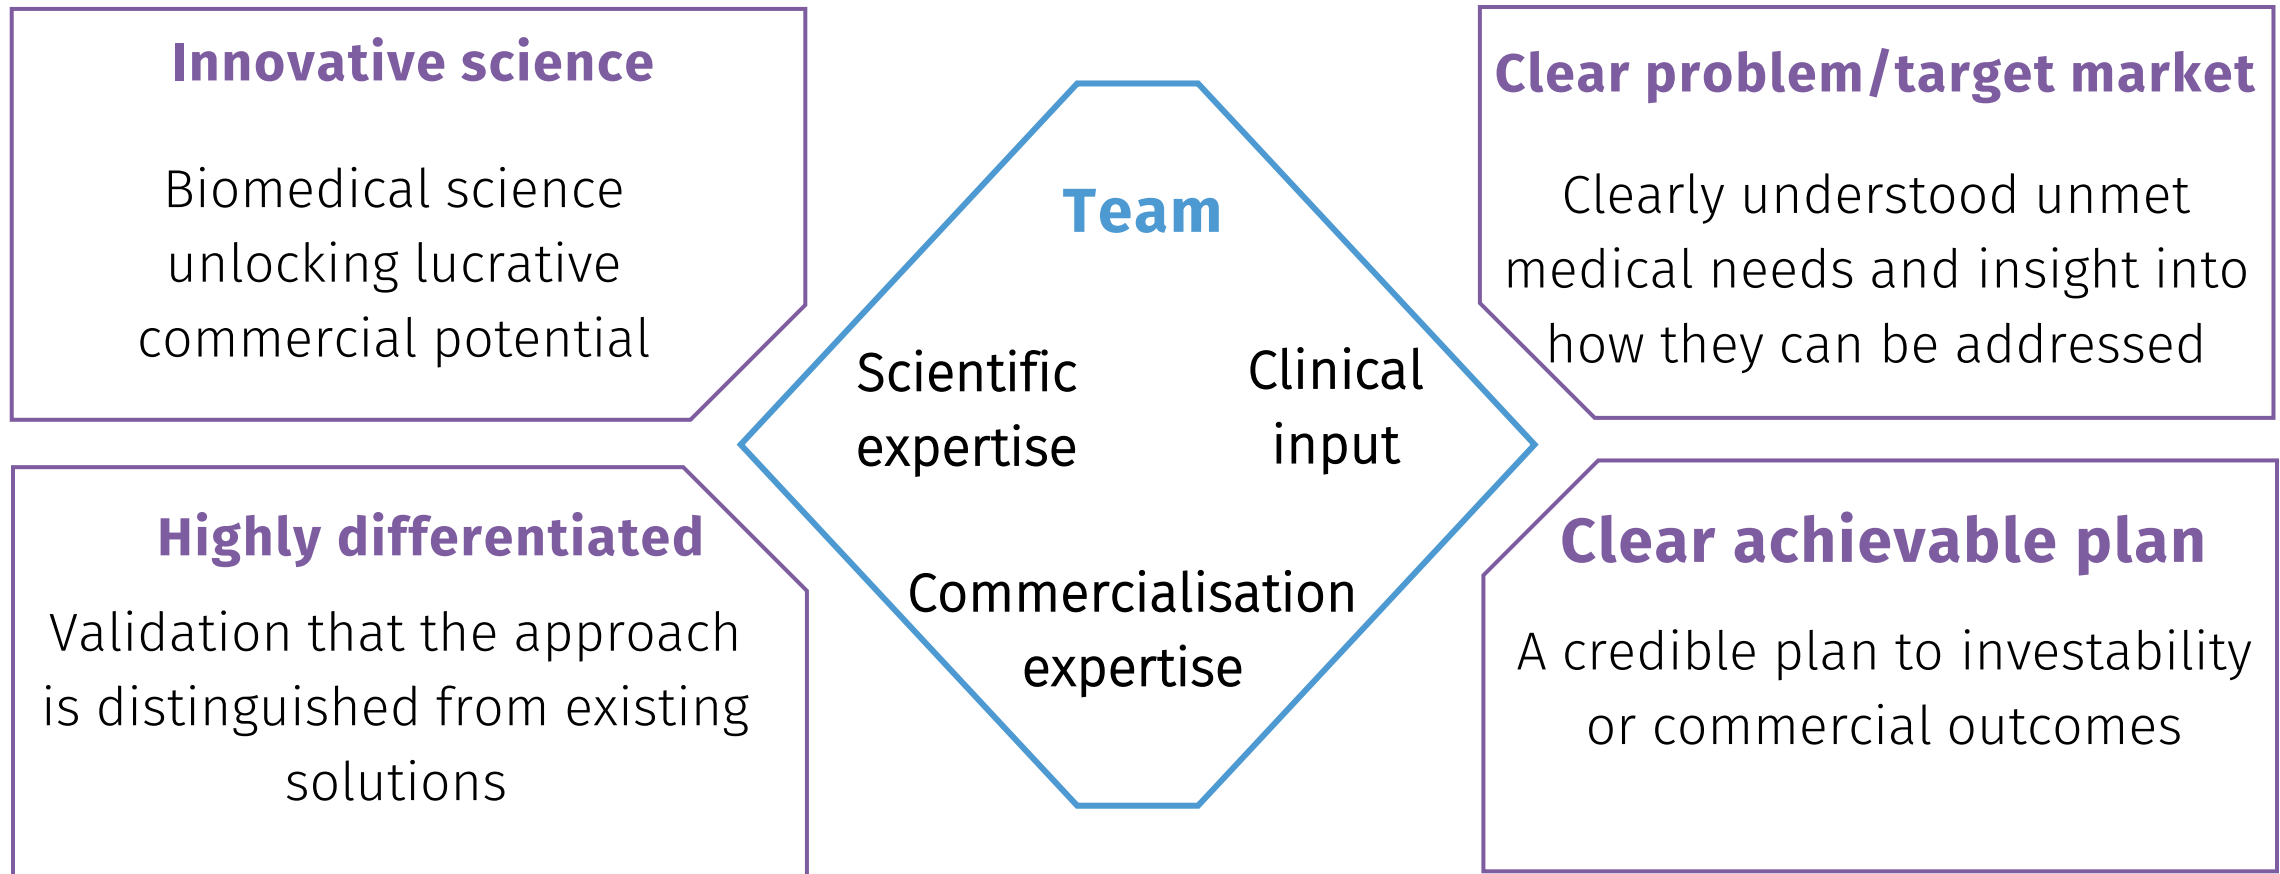 Innovative science
Biomedical science
unlocking lucrative
commercial potential
Clear problem/target market
Clearly understood unmet
medical needs and insight into
how they can be addressed
Team
Scientific
expertise
Clinical
input
Commercialisation
expertise
Highly differentiated
Validation that the approach
is distinguished from existing
solutions
Clear achievable plan
A credible plan to investability
or commercial outcomes